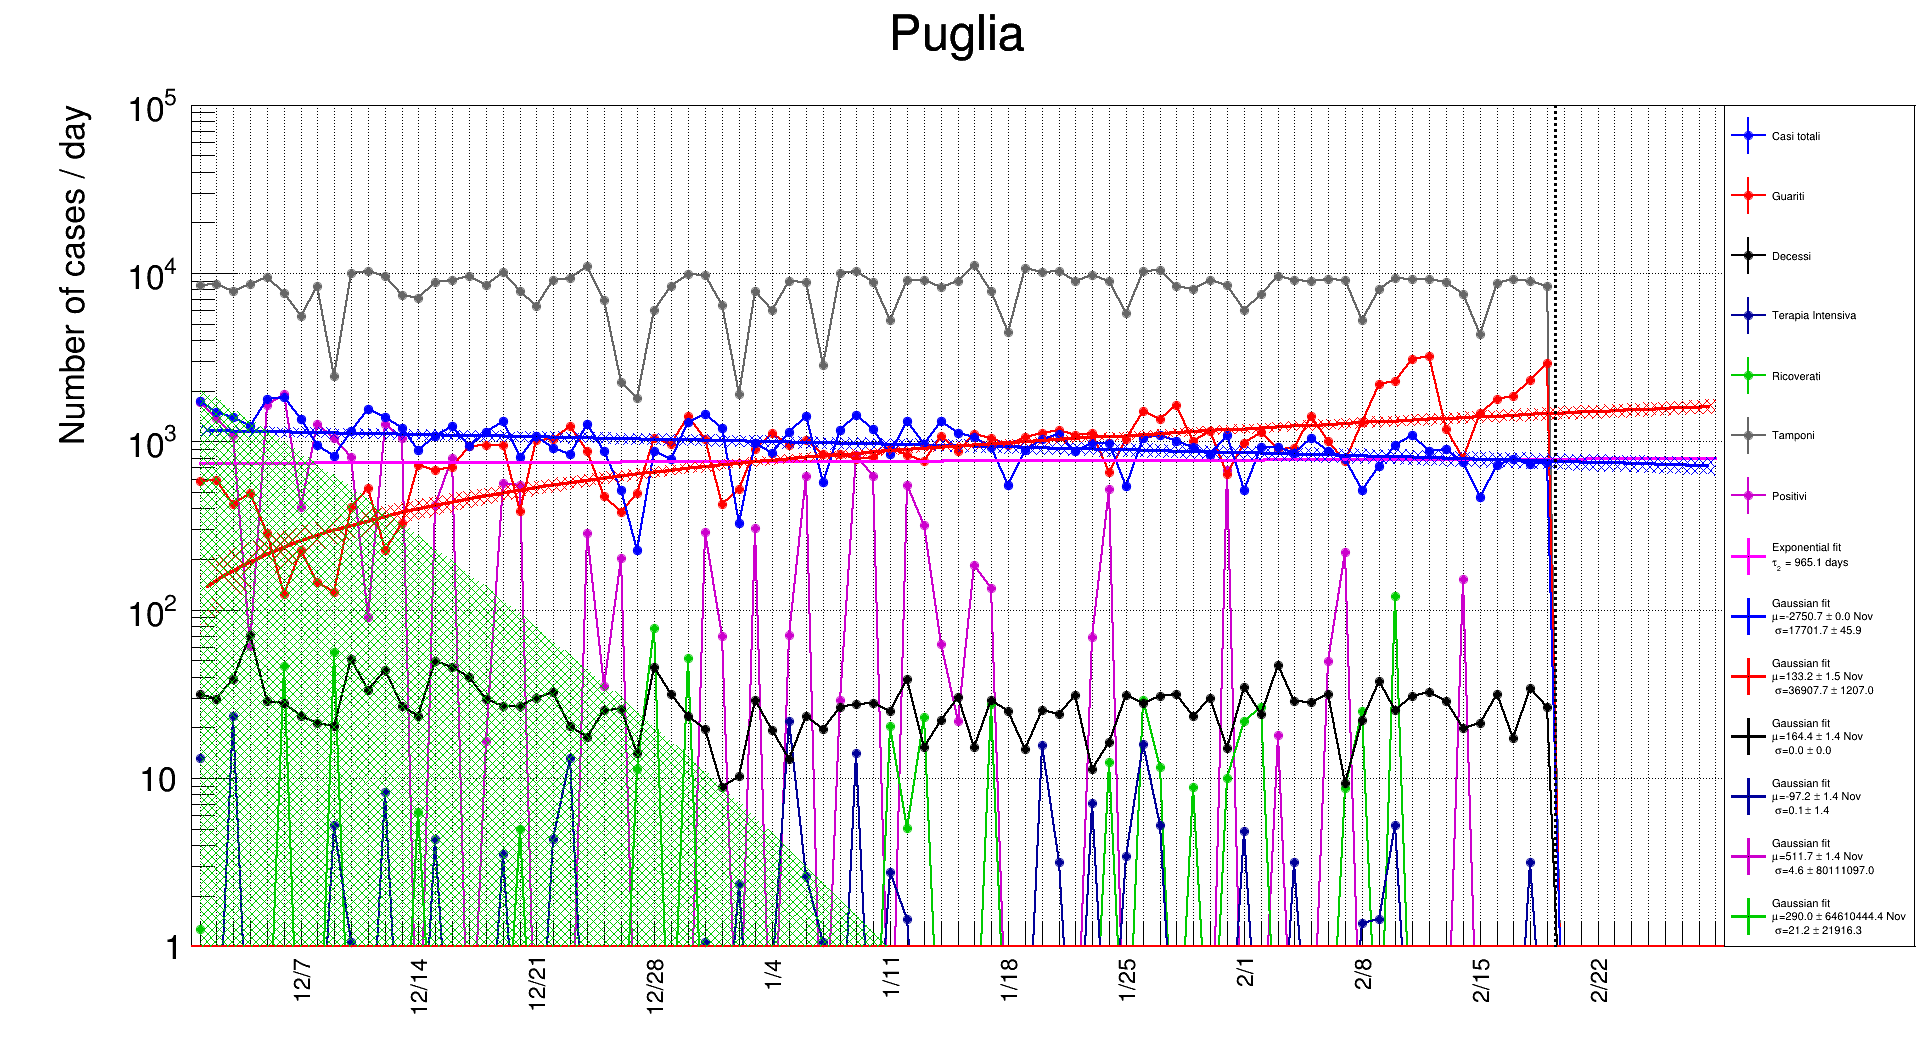 Puglia
Number of cases / day
10^5
10^4
10^3
10^2
10
1
12/7
12/14
12/21
12/28
1/4
1/11
1/18
1/25
2/1
2/8
2/15
2/22
Casi totali
Guariti
Decessi
Terapia Intensiva
Ricoverati
Tamponi
Positivi
Exponential fit
τ_2 = 965.1 days
Gaussian fit
μ=-2750.7 ± 0.0 Nov
σ=17701.7 ± 45.9
Gaussian fit
μ=133.2 ± 1.5 Nov
σ=36907.7 ± 1207.0
Gaussian fit
μ=164.4 ± 1.4 Nov
σ=0.0 ± 0.0
Gaussian fit
μ=-97.2 ± 1.4 Nov
σ=0.1 ± 1.4
Gaussian fit
μ=511.7 ± 1.4 Nov
σ=4.6 ± 80111097.0
Gaussian fit
μ=290.0 ± 64610444.4 Nov
σ=21.2 ± 21916.3